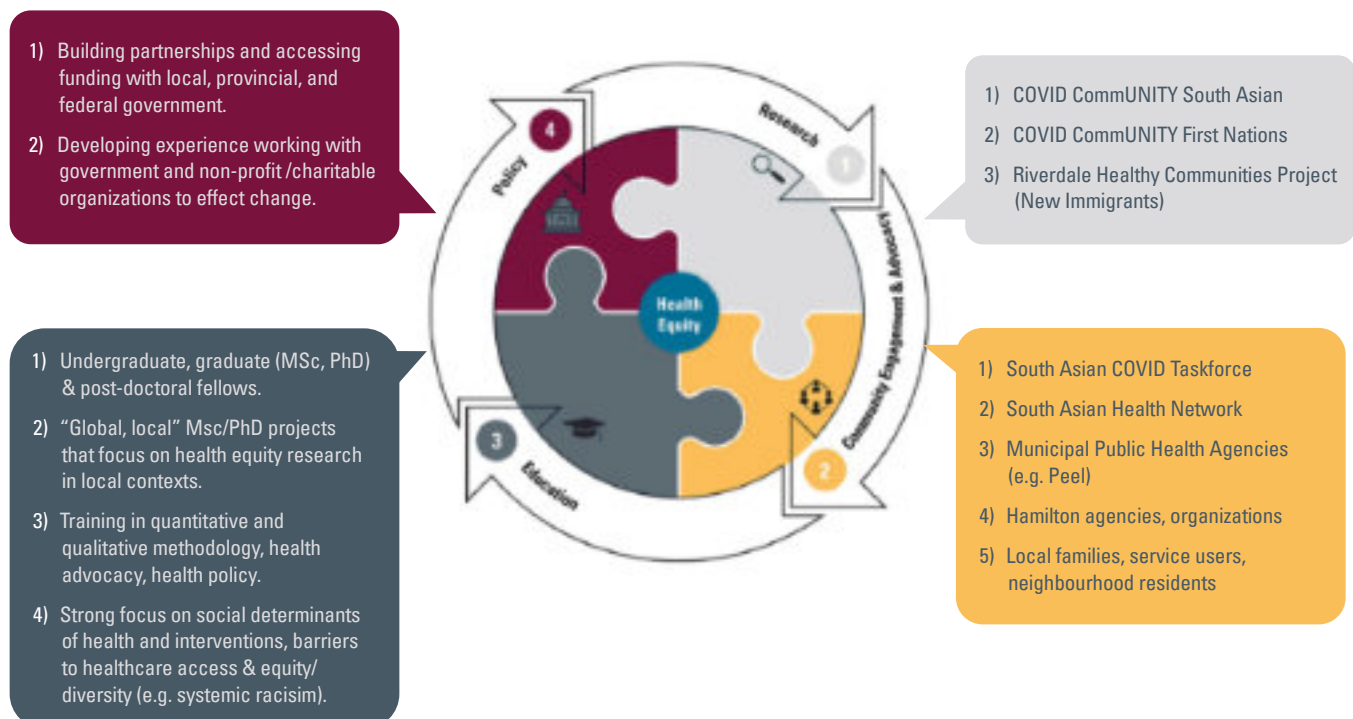 1) Building partnerships and accessing
funding with local, provincial, and
federal government.
2) Developing experience working with
government and non-profit/charitable
organizations to effect change.
4
Policy
Research
1
1) COVID CommUNITY South Asian
2) COVID CommUNITY First Nations
3) Riverdale Healthy Communities Project
(New Immigrants)
Health
Equity
Community Engagement & Advocacy
2
3
Education
1) Undergraduate, graduate (MSc, PhD)
& post-doctoral fellows.
2) “Global, local” Msc/PhD projects
that focus on health equity research
in local contexts.
3) Training in quantitative and
qualitative methodology, health
advocacy, health policy.
4) Strong focus on social determinants
of health and interventions, barriers
to healthcare access & equity/
diversity (e.g. systemic racisim).
1) South Asian COVID Taskforce
2) South Asian Health Network
3) Municipal Public Health Agencies
(e.g. Peel)
4) Hamilton agencies, organizations
5) Local families, service users,
neighbourhood residents